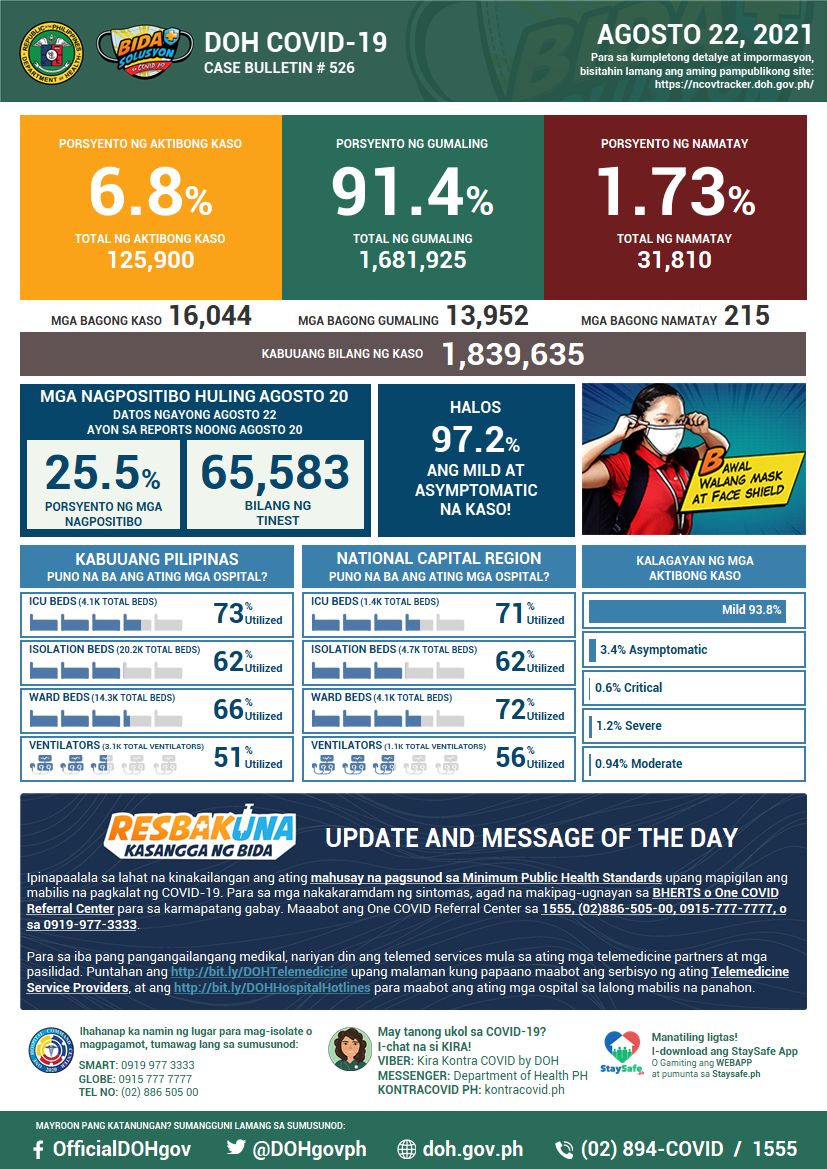 REPUBLIC OF THE PHILIPPINES
DEPARTMENT OF HEALTH
BIDA
SOLUSYON
DOH COVID-19
CASE BULLETIN # 526
AGOSTO 22, 2021
Para sa kumpletong detalye at impormasyon,
bisitahin lamang ang aming pampublikong site:
https://ncovtracker.doh.gov.ph/
PORSYENTO NG AKTIBONG KASO
6.8%
TOTAL NG AKTIBONG KASO
125,900
PORSYENTO NG GUMALING
91.4%
TOTAL NG GUMALING
1,681,925
PORSYENTO NG NAMATAY
1.73%
TOTAL NG NAMATAY
31,810
MGA BAGONG KASO 16,044
MGA BAGONG GUMALING 13,952
MGA BAGONG NAMATAY 215
KABUUANG BILANG NG KASO 1,839,635
MGA NAGPOSITIBO HULING AGOSTO 20
DATOS NGAYONG AGOSTO 22
AYON SA REPORTS NOONG AGOSTO 20
25.5%
PORSYENTO NG MGA
NAGPOSITIBO
65,583
BILANG NG
TINEST
HALOS
97.2%
ANG MILD AT
ASYMPTOMATIC
NA KASO!
BAWAL
WALANG MASK
AT FACE SHIELD
KABUUANG PILIPINAS
PUNO NA BA ANG ATING MGA OSPITAL?
ICU BEDS (4.1K TOTAL BEDS)
73% Utilized
ISOLATION BEDS (20.2K TOTAL BEDS)
62% Utilized
WARD BEDS (14.3K TOTAL BEDS)
66% Utilized
VENTILATORS (3.1K TOTAL VENTILATORS)
51% Utilized
NATIONAL CAPITAL REGION
PUNO NA BA ANG ATING MGA OSPITAL?
ICU BEDS (1.4K TOTAL BEDS)
71% Utilized
ISOLATION BEDS (4.7K TOTAL BEDS)
62% Utilized
WARD BEDS (4.1K TOTAL BEDS)
72% Utilized
VENTILATORS (1.1K TOTAL VENTILATORS)
56% Utilized
KALAGAYAN NG MGA
AKTIBONG KASO
Mild 93.8%
3.4% Asymptomatic
0.6% Critical
1.2% Severe
0.94% Moderate
RESBAKUNA
KASANGGA NG BIDA
UPDATE AND MESSAGE OF THE DAY
Ipinapaalala sa lahat na kinakailangan ang ating mahusay na pagsunod sa Minimum Public Health Standards upang mapigilan ang
mabilis na pagkalat ng COVID-19. Para sa mga nakakaramdam ng sintomas, agad na makipag-ugnayan sa BHERTS o One COVID
Referral Center para sa karmapatang gabay. Maaabot ang One COVID Referral Center sa 1555, (02)886-505-00, 0915-777-7777, o
sa 0919-977-3333.
Para sa iba pang pangangailangang medikal, nariyan din ang telemed services mula sa ating mga telemedicine partners at mga
pasilidad. Puntahan ang http://bit.ly/DOHTelemedicine upang malaman kung papaano maabot ang serbisyo ng ating Telemedicine
Service Providers, at ang http://bit.ly/DOHHospitalHotlines para maabot ang ating mga ospital sa lalong mabilis na panahon.
Ihahanap ka namin ng lugar para mag-isolate o
magpagamot, tumawag lang sa sumusunod:
SMART: 0919 977 3333
GLOBE: 0915 777 7777
TEL NO: (02) 886 505 00
May tanong ukol sa COVID-19?
I-chat na si KIRA!
VIBER: Kira Kontra COVID by DOH
MESSENGER: Department of Health PH
KONTRACOVID PH: kontracovid.ph
StaySafe
Manatiling ligtas!
I-download ang StaySafe App
O Gamiting ang WEBAPP
at pumunta sa Staysafe.ph
MAYROON PANG KATANUNGAN? SUMANGGUNI LAMANG SA SUMUSUNOD:
OfficialDOHgov
@DOHgovph
doh.gov.ph
(02) 894-COVID / 1555